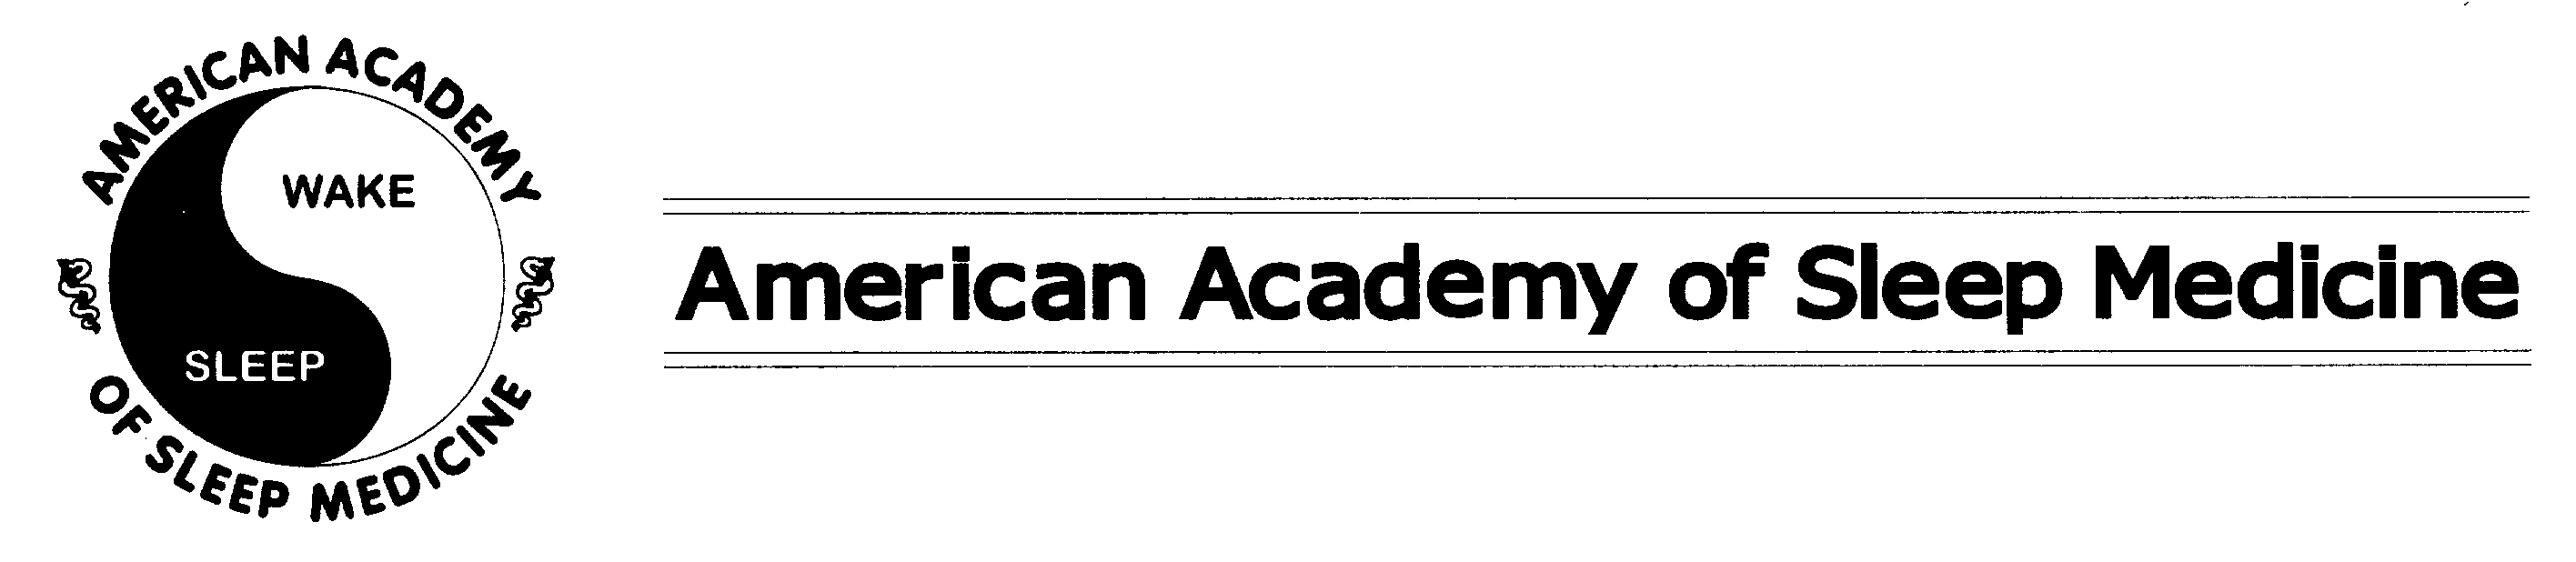 AMERICAN ACADEMY
WAKE
SLEEP
OF SLEEP MEDICINE
American Academy of Sleep Medicine